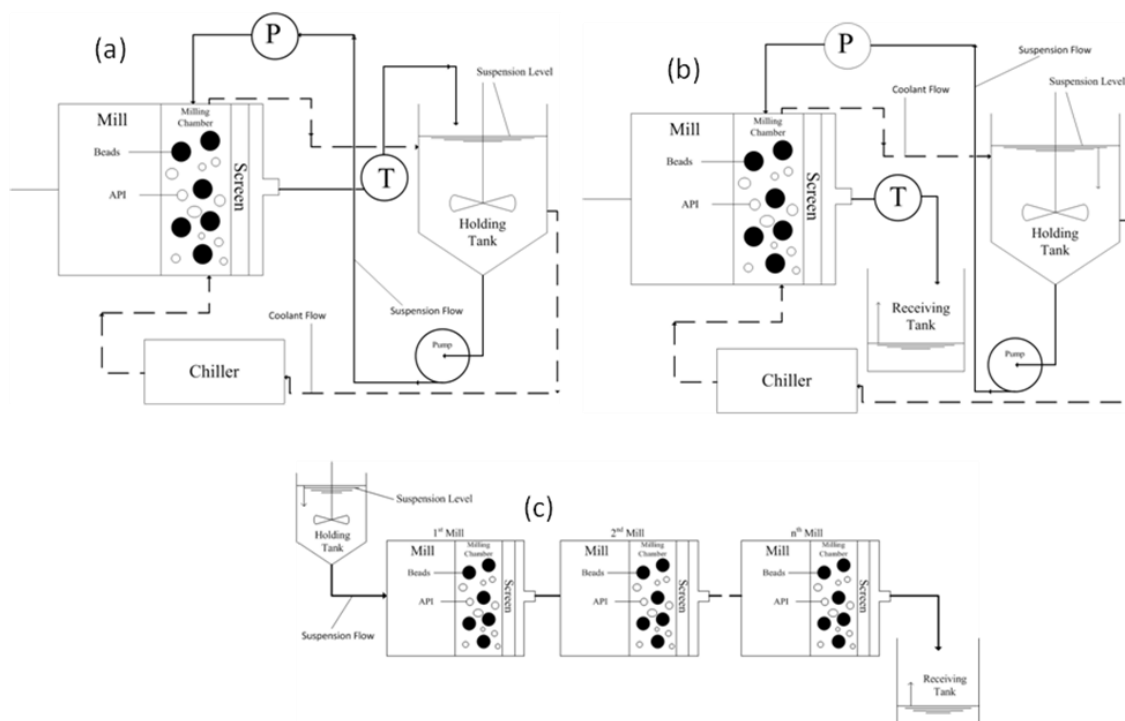 (a)
P
Suspension Level
Mill
Milling
Chamber
Beads
API
Screen
T
Holding
Tank
Coolant Flow
Suspension Flow
Pump
Chiller
(b)
P
Suspension Flow
Suspension Level
Coolant Flow
Mill
Milling
Chamber
Beads
API
Screen
T
Holding
Tank
Receiving
Tank
Pump
Chiller
(c)
Suspension Level
Holding
Tank
Suspension Flow
1st Mill
Mill
Milling
Chamber
Beads
API
Screen
2nd Mill
Mill
Milling
Chamber
Beads
API
Screen
nth Mill
Mill
Milling
Chamber
Beads
API
Screen
Receiving
Tank